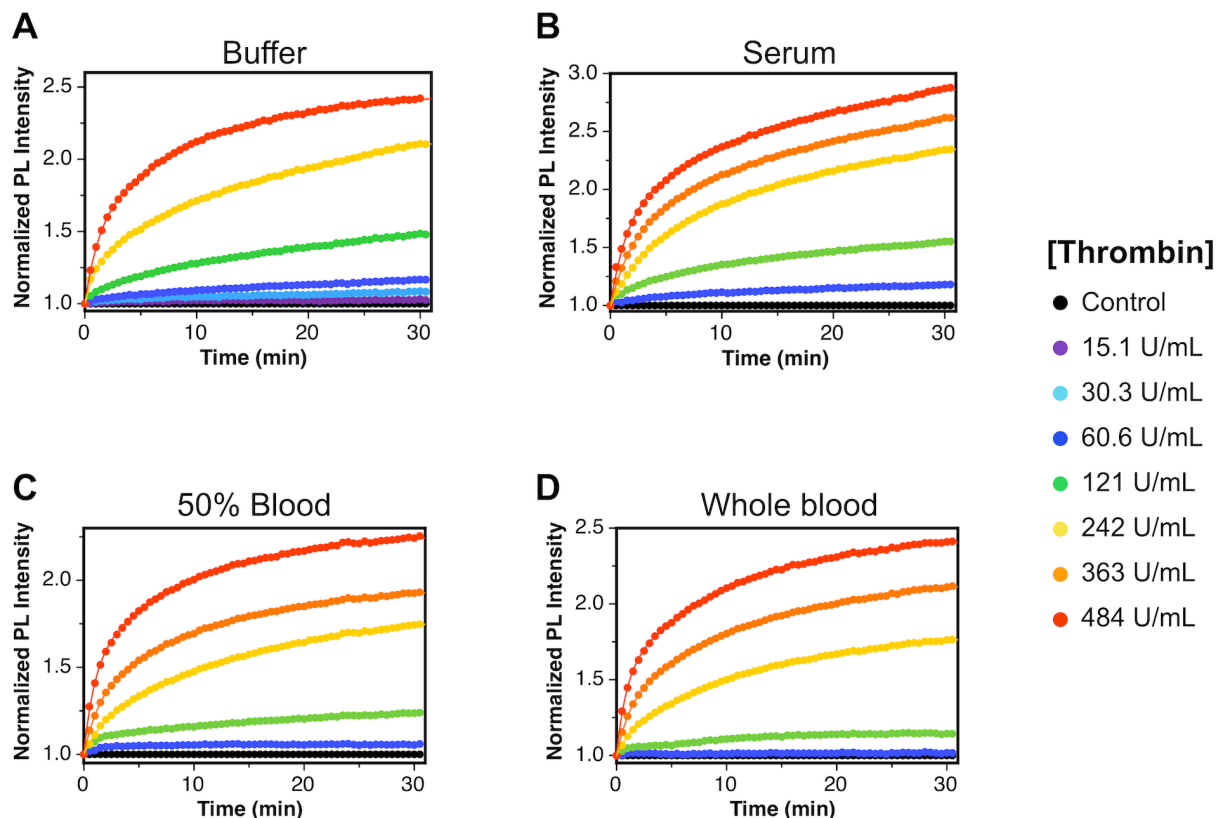 A
Buffer
Normalized PL Intensity
2.5
2.0
1.5
1.0
0
10
20
30
Time (min)
B
Serum
Normalized PL Intensity
3.0
2.5
2.0
1.5
1.0
0
10
20
30
Time (min)
[Thrombin]
Control
15.1 U/mL
30.3 U/mL
60.6 U/mL
121 U/mL
242 U/mL
363 U/mL
484 U/mL
C
50% Blood
Normalized PL Intensity
2.0
1.5
1.0
0
10
20
30
Time (min)
D
Whole blood
Normalized PL Intensity
2.5
2.0
1.5
1.0
0
10
20
30
Time (min)